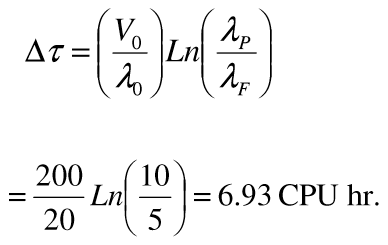 Δτ = (V₀/λ₀) Ln(λ_P/λ_F)
= 200/20 Ln(10/5) = 6.93 CPU hr.